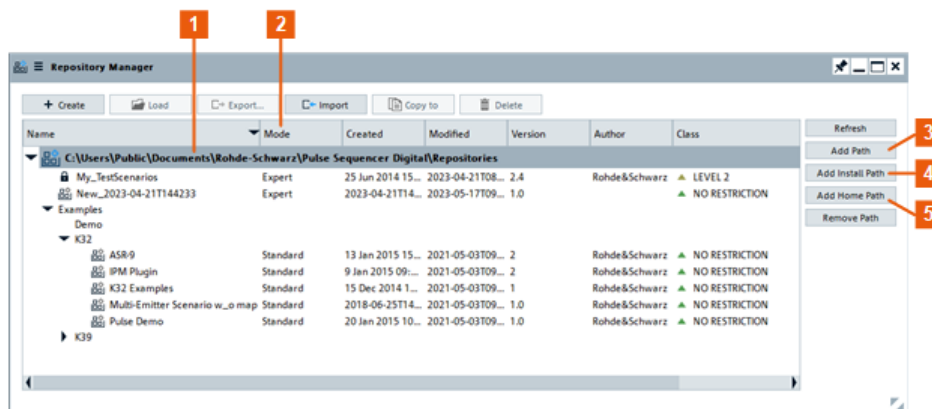 1 2
Repository Manager
+ Create Load Export... Import Copy to Delete
Name Mode Created Modified Version Author Class Refresh
3
Add Path
C:\Users\Public\Documents\Rohde-Schwarz\Pulse Sequencer Digital\Repositories
My_TestScenarios Expert 25 Jun 2014 15... 2023-04-21T08... 2.4 Rohde&Schwarz LEVEL 2 Add Install Path 4
New_2023-04-21T144233 Expert 2023-04-21T14... 2023-05-17T09... 1.0 NO RESTRICTION Add Home Path
5
Examples Remove Path
Demo
K32
ASR-9 Standard 13 Jan 2015 15... 2021-05-03T09... 2 Rohde&Schwarz NO RESTRICTION
IPM Plugin Standard 9 Jan 2015 09:... 2021-05-03T09... 2 Rohde&Schwarz NO RESTRICTION
K32 Examples Standard 15 Dec 2014 1... 2021-05-03T09... 1 Rohde&Schwarz NO RESTRICTION
Multi-Emitter Scenario w_o map Standard 2018-06-25T14... 2021-05-03T09... 1.0 Rohde&Schwarz NO RESTRICTION
Pulse Demo Standard 20 Jan 2015 10... 2021-05-03T09... 1.0 Rohde&Schwarz NO RESTRICTION
K39